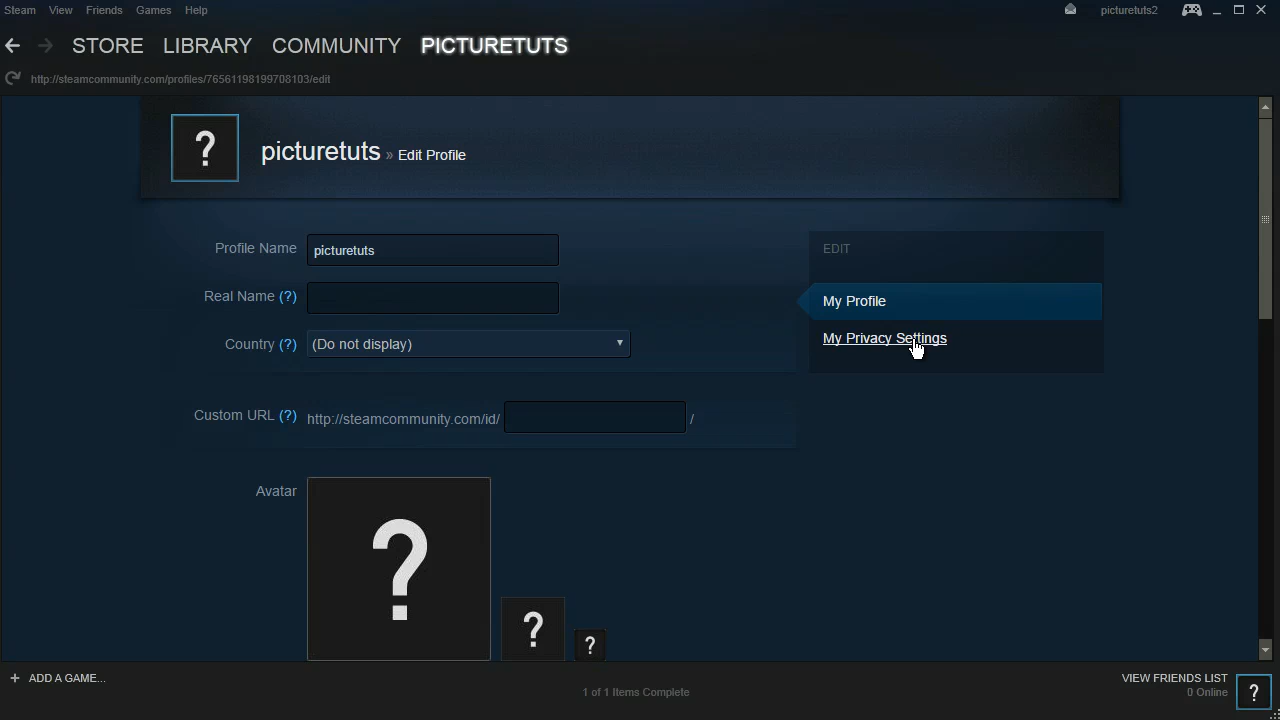 Steam View Friends Games Help
picturetuts2
STORE LIBRARY COMMUNITY PICTURETUTS
http://steamcommunity.com/profiles/76561198199708103/edit
?
picturetuts » Edit Profile
Profile Name picturetuts
Real Name (?)
Country (?) (Do not display)
Custom URL (?) http://steamcommunity.com/id/ /
Avatar
? ? ?
EDIT
My Profile
My Privacy Settings
+ ADD A GAME...
1 of 1 Items Complete
VIEW FRIENDS LIST
0 Online
?